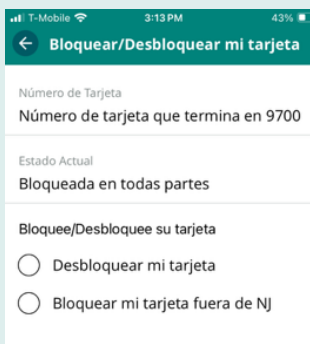 T-Mobile 3:13 PM 43%
Bloquear/Desbloquear mi tarjeta
Número de Tarjeta
Número de tarjeta que termina en 9700
Estado Actual
Bloqueada en todas partes
Bloquee/Desbloquee su tarjeta
Desbloquear mi tarjeta
Bloquear mi tarjeta fuera de NJ